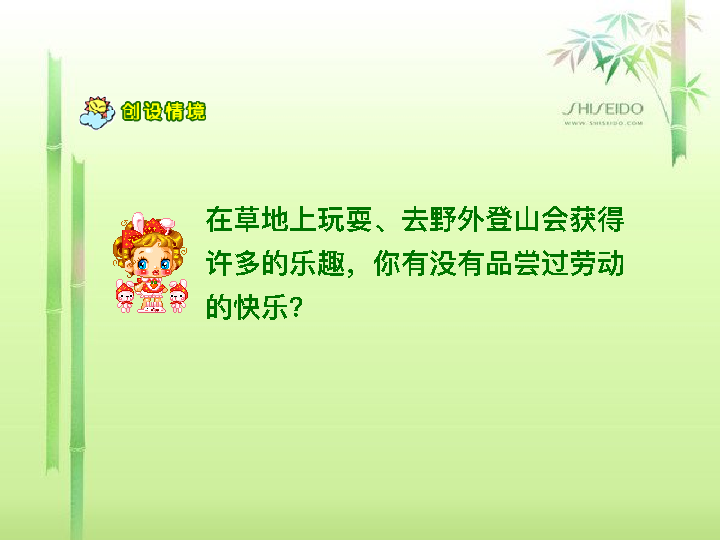 SHISEIDO
WWW.SHISEIDO.COM
创设情境
在草地上玩耍、去野外登山会获得
许多的乐趣，你有没有品尝过劳动
的快乐？